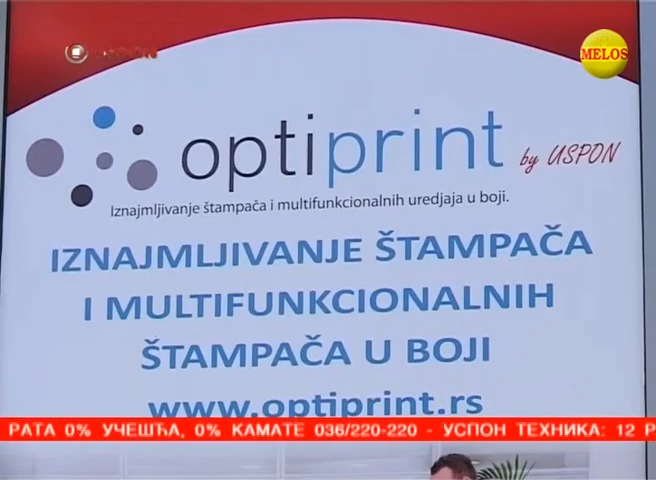 MELOS
optiprint by USPON
Iznajmljivanje štampača i multifunkcionalnih uredjaja u boji.
IZNAJMLJIVANJE ŠTAMPAČA
I MULTIFUNKCIONALNIH
ŠTAMPAČA U BOJI
www.optiprint.rs
РАТА 0% УЧЕШЋА, 0% КАМАТЕ 036/220-220 - УСПОН ТЕХНИКА: 12 Р